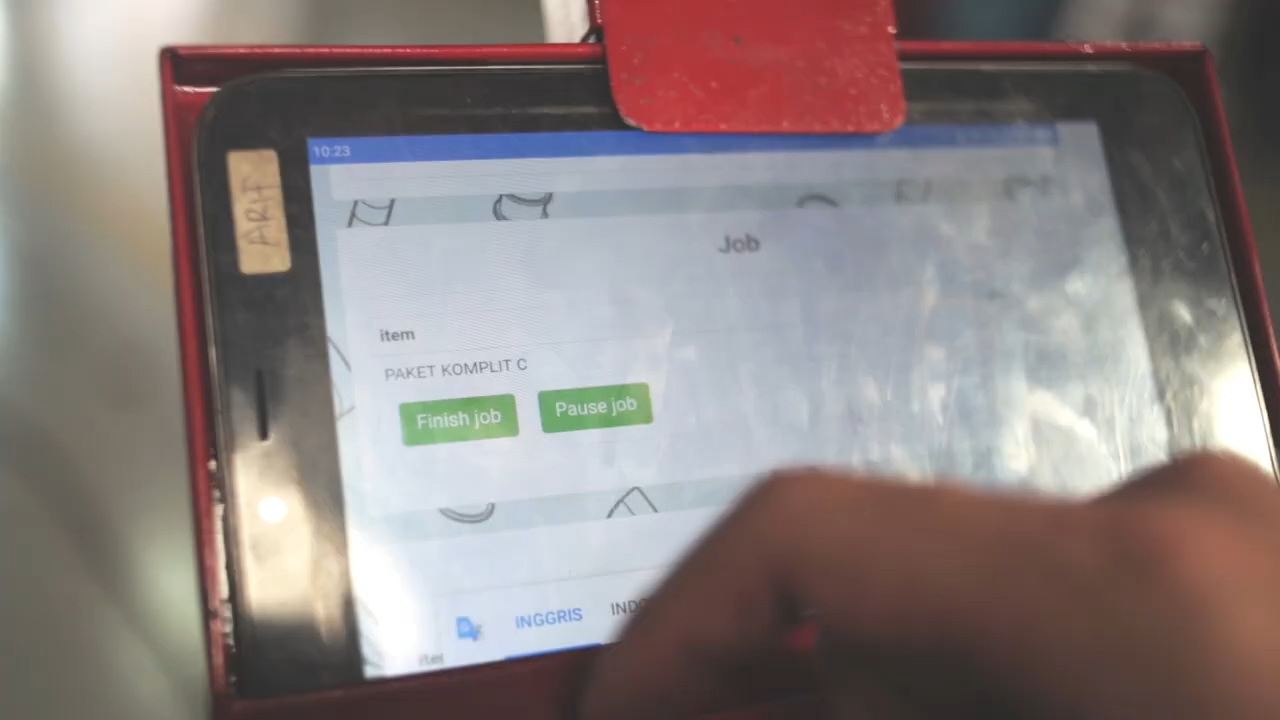 10:23
ARIF
Job
item
PAKET KOMPLIT C
Finish job
Pause job
INGGRIS